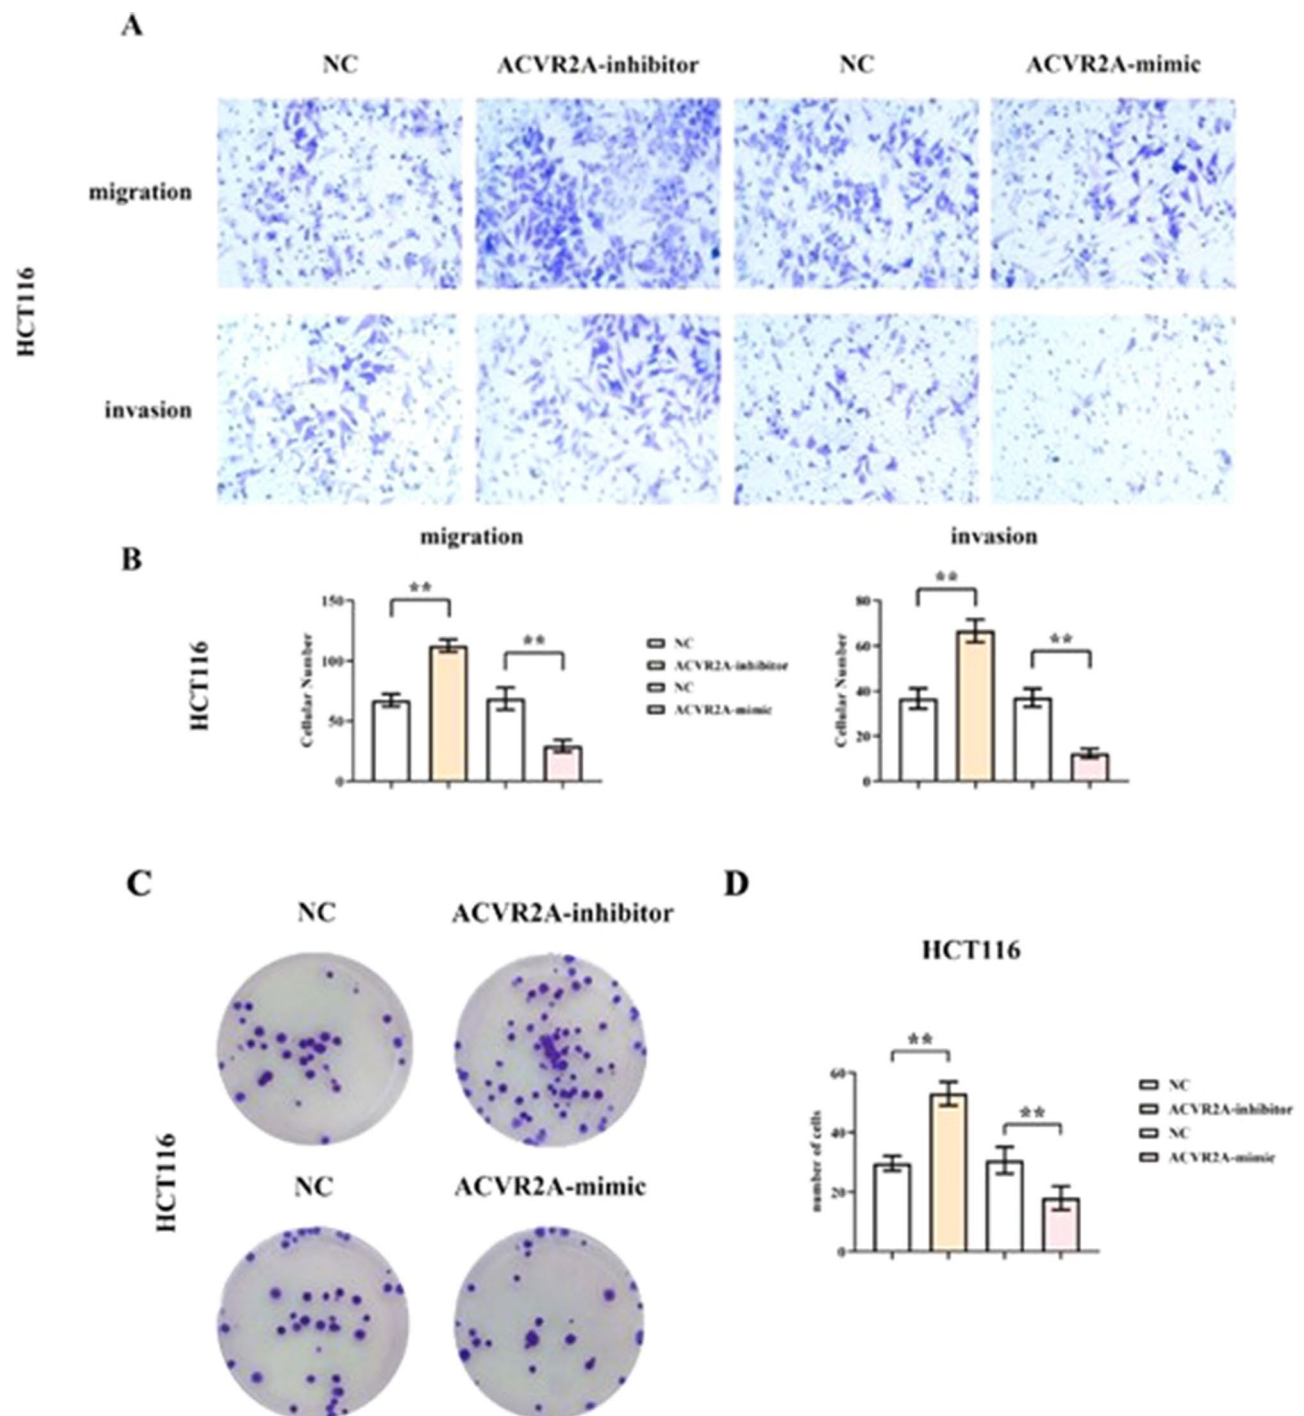 A
NC ACVR2A-inhibitor NC ACVR2A-mimic
migration
HCT116
invasion
migration invasion
B
HCT116
**
**
150
100
50
0
Cellular Number
NC
ACVR2A-inhibitor
NC
ACVR2A-mimic
**
**
80
60
40
20
0
Cellular Number
C
NC ACVR2A-inhibitor
HCT116
NC ACVR2A-mimic
D
HCT116
**
**
60
40
20
0
number of cells
NC
ACVR2A-inhibitor
NC
ACVR2A-mimic